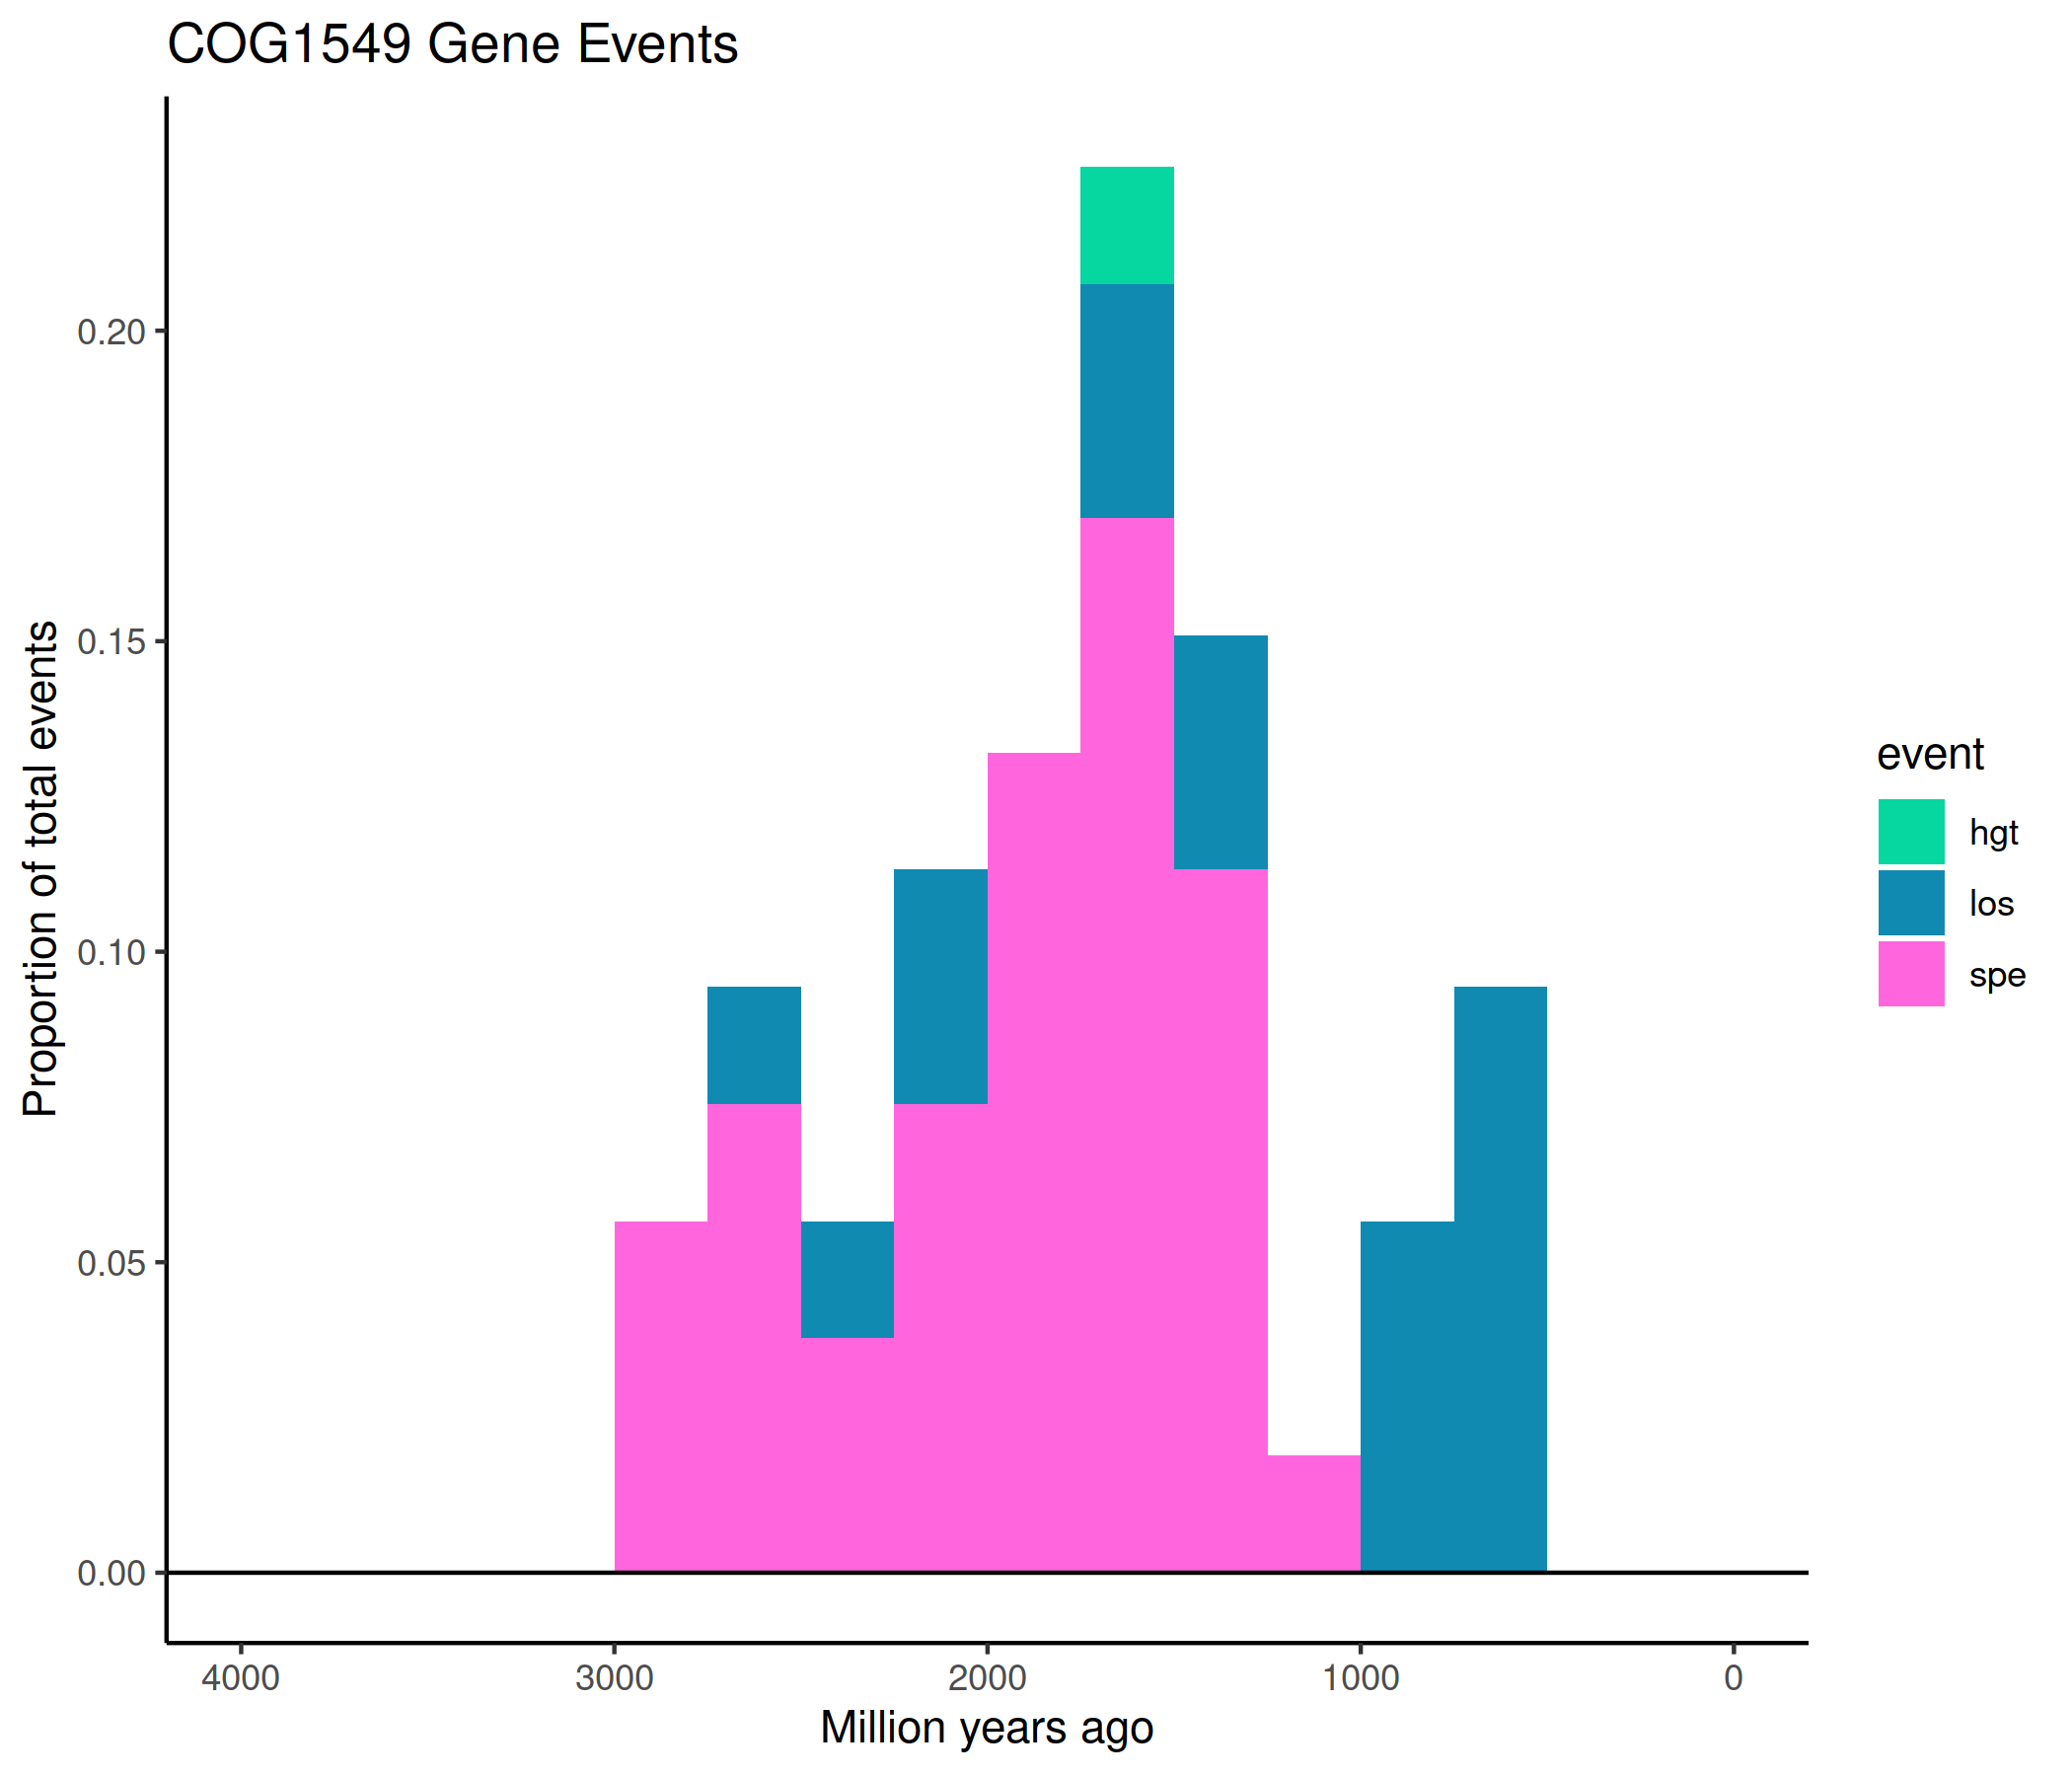 COG1549 Gene Events
Proportion of total events
0.20
0.15
0.10
0.05
0.00
4000 3000 2000 1000 0
Million years ago
event
hgt
los
spe